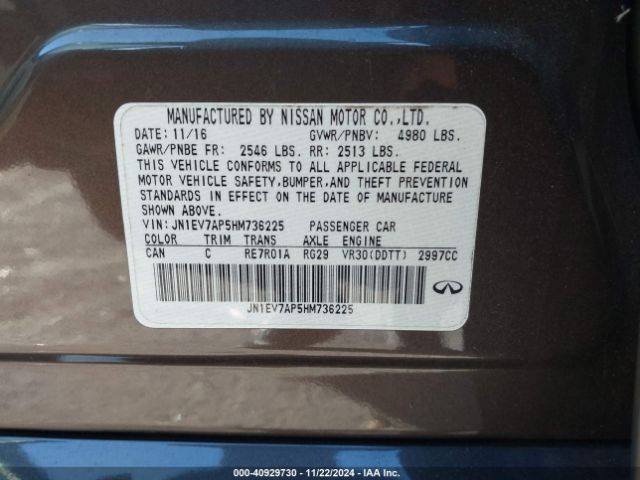 MANUFACTURED BY NISSAN MOTOR CO.,LTD.
DATE: 11/16 GVWR/PNBV: 4980 LBS.
GAWR/PNBE FR: 2546 LBS. RR: 2513 LBS.
THIS VEHICLE CONFORMS TO ALL APPLICABLE FEDERAL
MOTOR VEHICLE SAFETY,BUMPER,AND THEFT PREVENTION
STANDARDS IN EFFECT ON THE DATE OF MANUFACTURE
SHOWN ABOVE.
VIN: JN1EV7AP5HM736225 PASSENGER CAR
COLOR TRIM TRANS AXLE ENGINE
CAN C RE7R01A RG29 VR30(DDTT) 2997CC
JN1EV7AP5HM736225
000-40929730 - 11/22/2024 - IAA Inc.